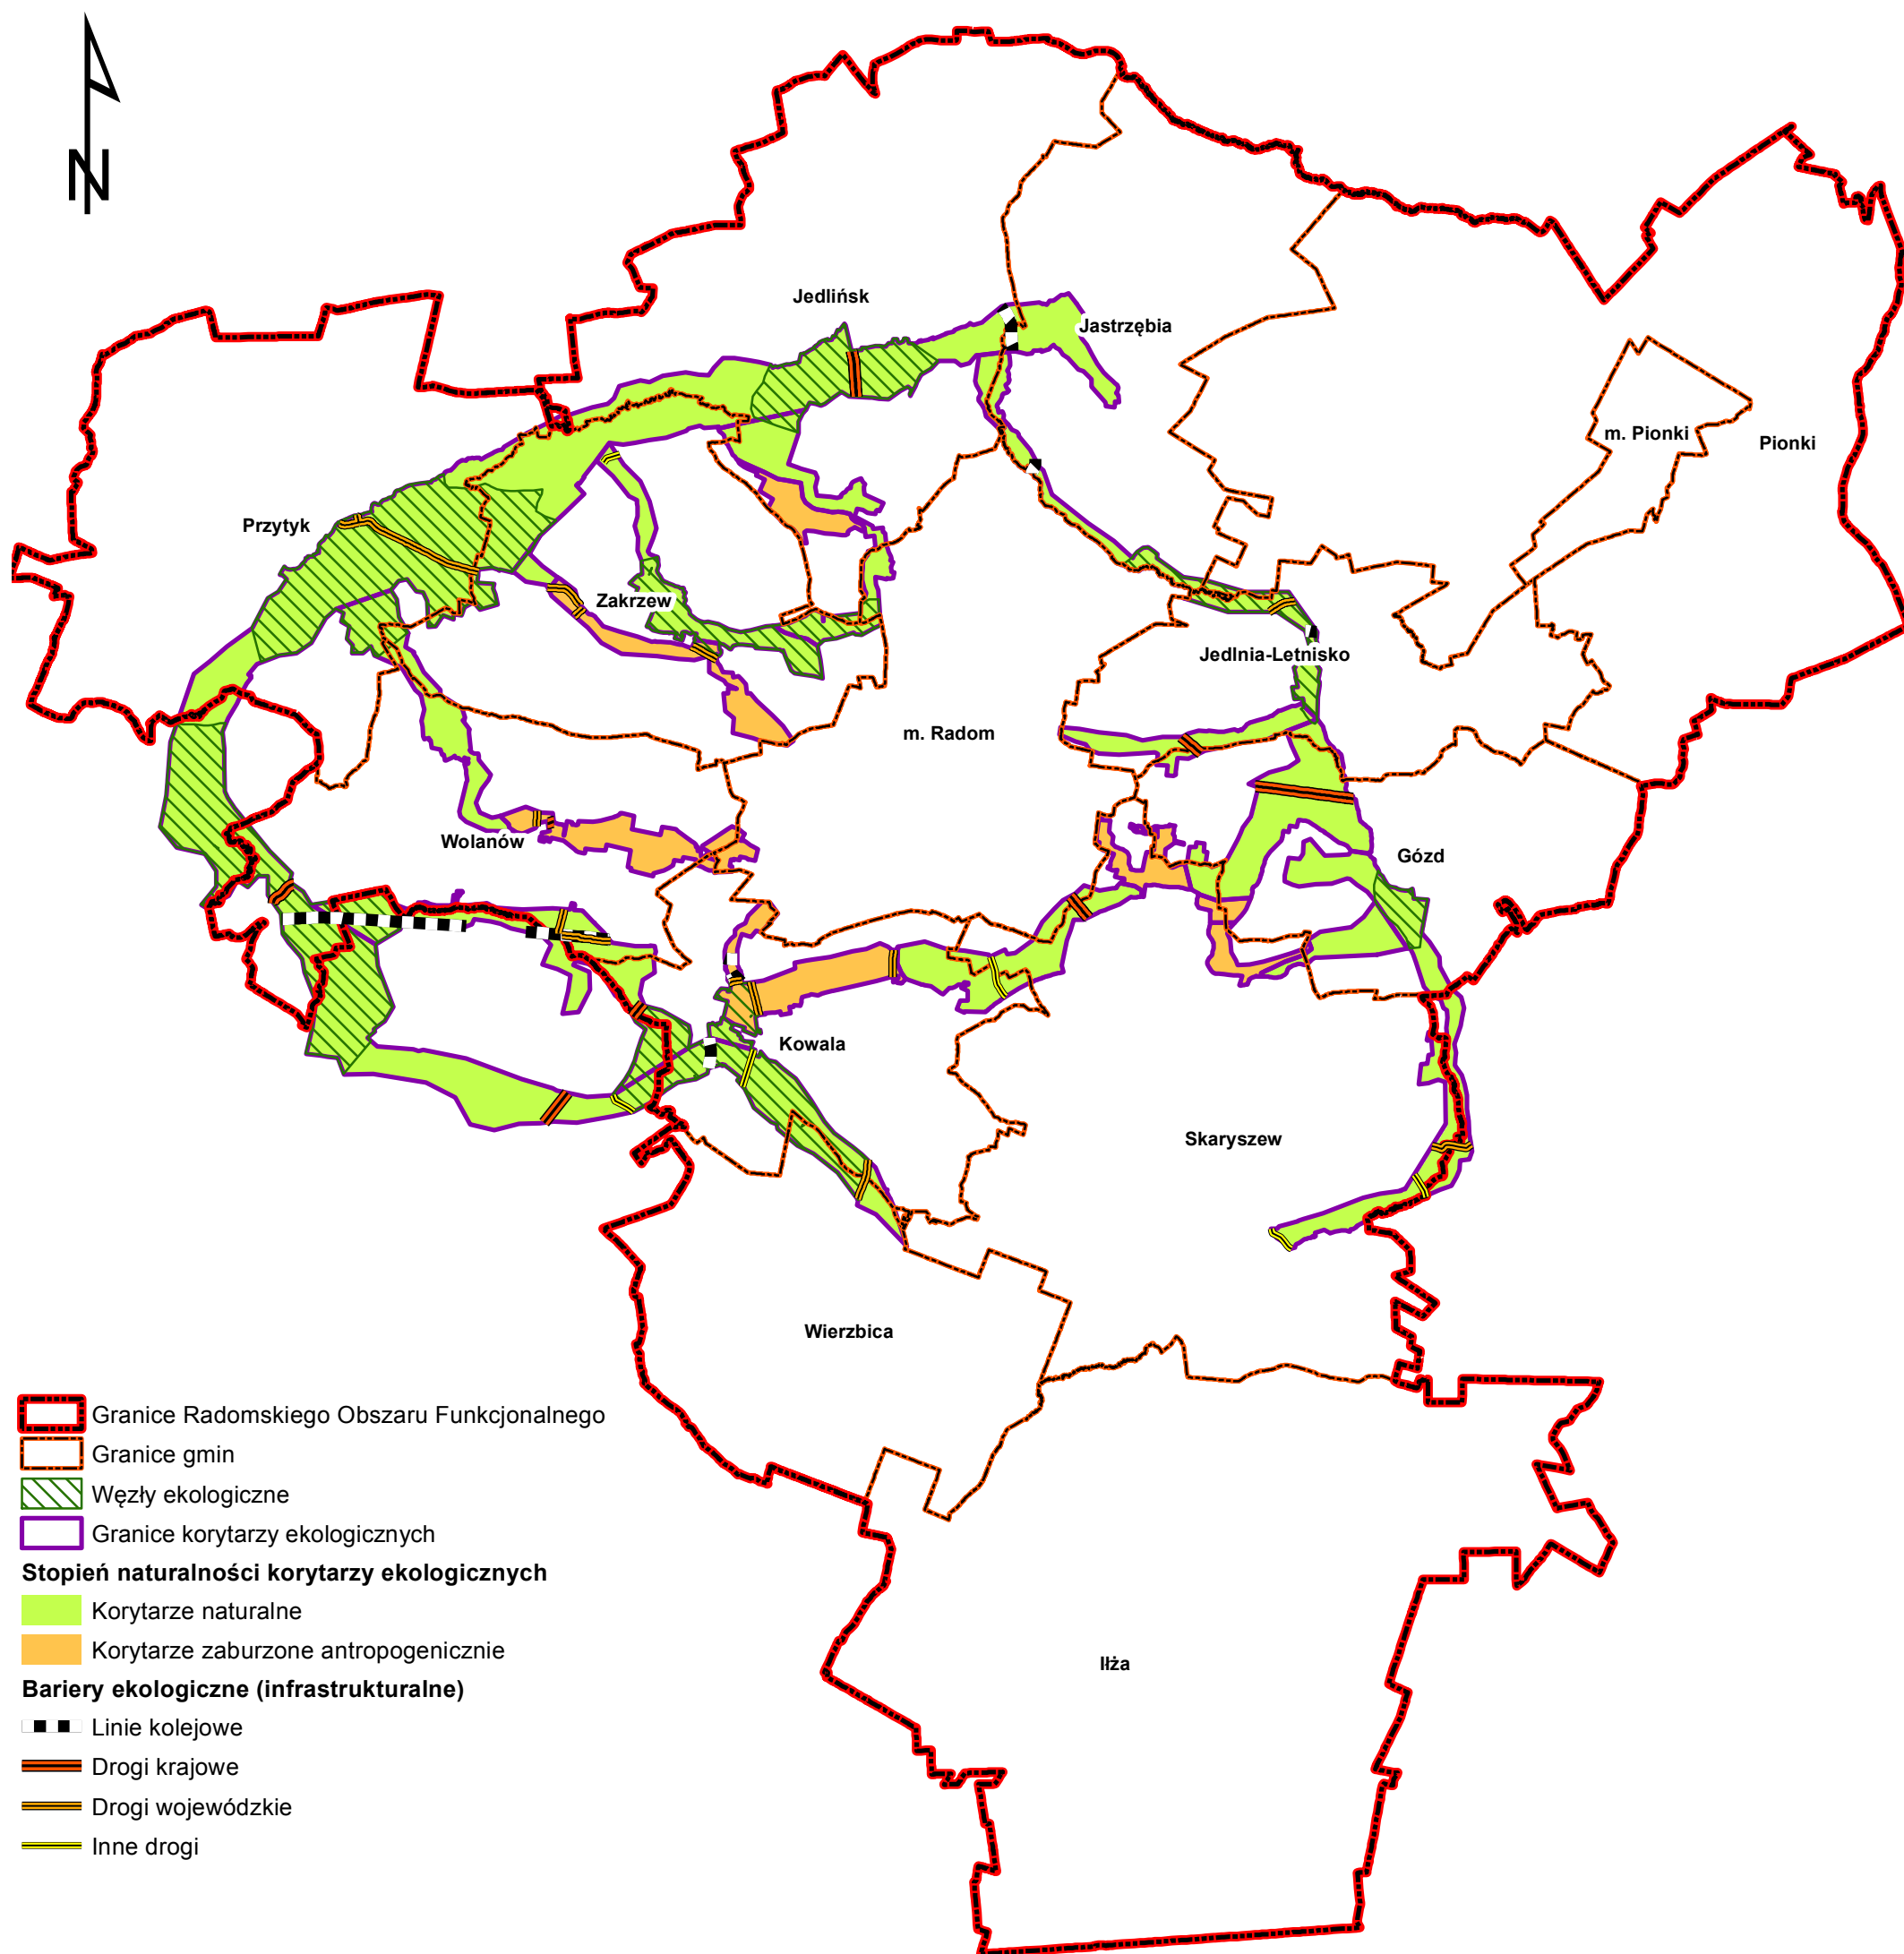 N
Jedlińsk
Jastrzębia
m. Pionki
Pionki
Przytyk
Zakrzew
Jedlnia-Letnisko
m. Radom
Wolanów
Gózd
Kowala
Skaryszew
Wierzbica
Iłża
Granice Radomskiego Obszaru Funkcjonalnego
Granice gmin
Węzły ekologiczne
Granice korytarzy ekologicznych
Stopień naturalności korytarzy ekologicznych
Korytarze naturalne
Korytarze zaburzone antropogenicznie
Bariery ekologiczne (infrastrukturalne)
Linie kolejowe
Drogi krajowe
Drogi wojewódzkie
Inne drogi